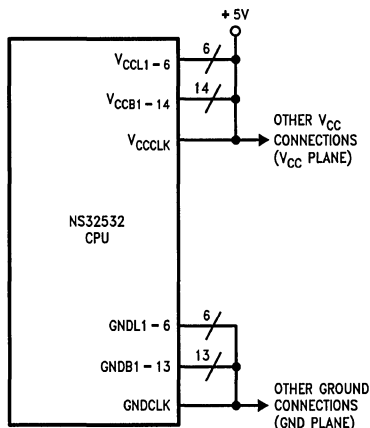 +5V
VCCL1-6
6
VCCB1-14
14
VCCCLK
OTHER VCC
CONNECTIONS
(VCC PLANE)
NS32532
CPU
GNDL1-6
6
GNDB1-13
13
GNDCLK
OTHER GROUND
CONNECTIONS
(GND PLANE)